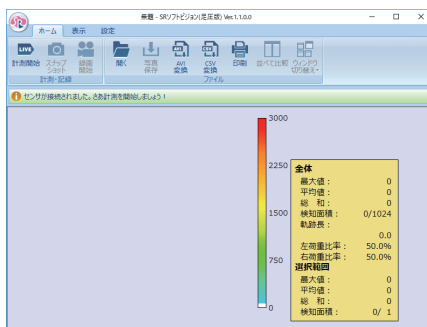 無題 - SRソフトビジョン(足圧版) Ver.1.1.0.0
ホーム 表示 設定
LIVE AVI CSV
計測開始 スナップショット 録画開始 開く 写真保存 AVI変換 CSV変換 印刷 並べて比較 ウィンドウ切り替え
計測・記録 ファイル
センサが接続されました。さあ計測を開始しましょう!
3000
2250
1500
750
0
全体
最大値: 0
平均値: 0
総 和: 0
検知面積: 0/1024
軌跡長:
0.0
左荷重比率: 50.0%
右荷重比率: 50.0%
選択範囲
最大値: 0
平均値: 0
総 和: 0
検知面積: 0/ 1